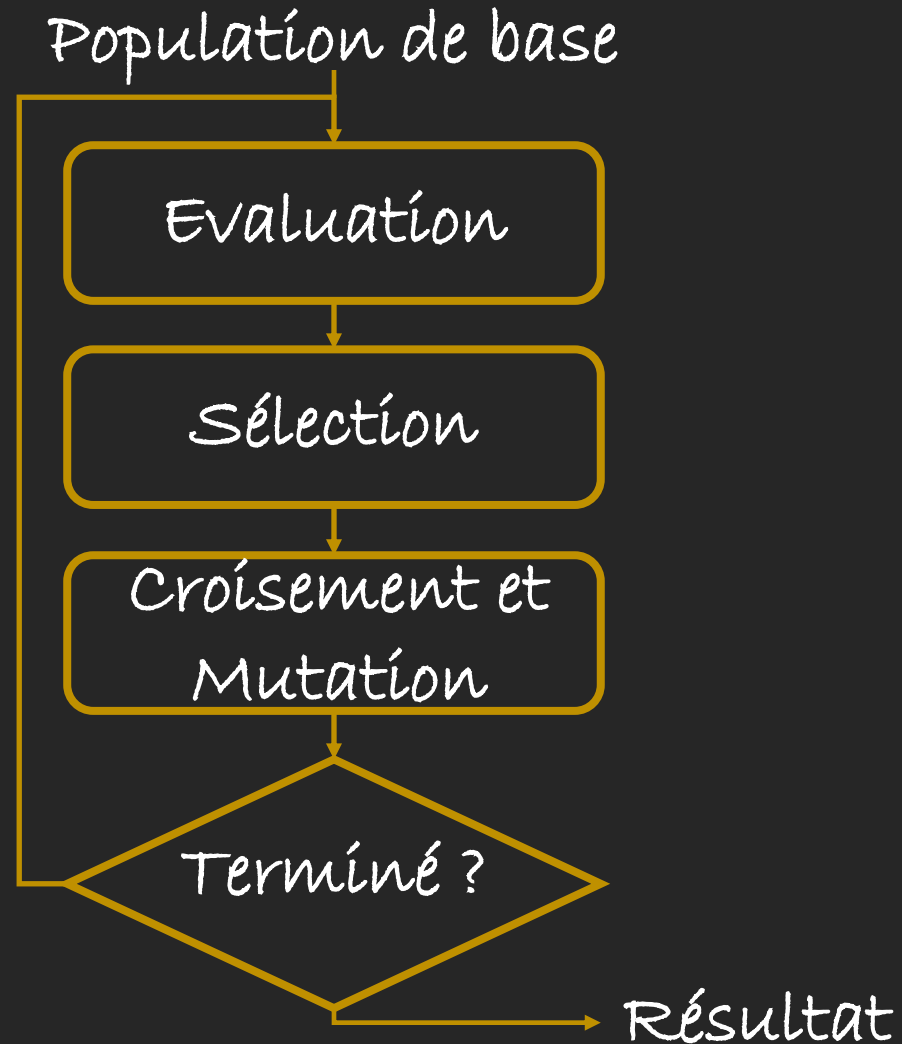 Population de base
Evaluation
Sélection
Croisement et
Mutation
Terminé ?
Résultat